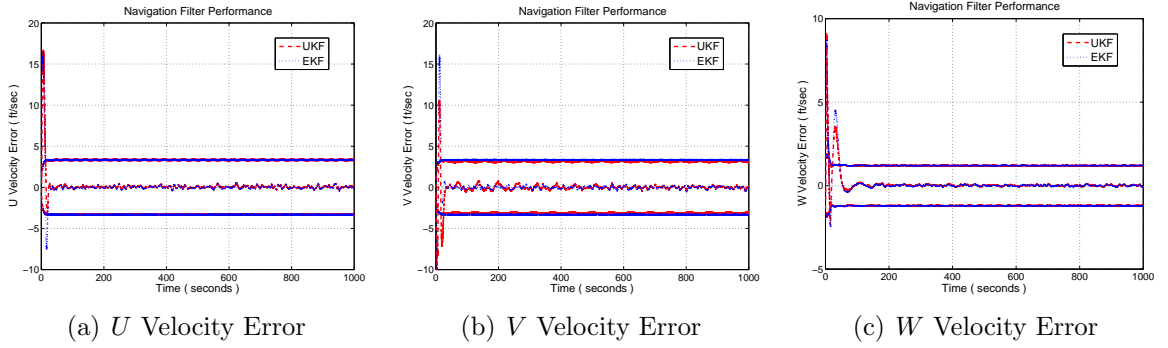 Navigation Filter Performance
20
15
10
5
0
−5
−10
0
200
400
600
800
1000
U Velocity Error ( ft/sec )
Time ( seconds )
UKF
EKF
(a) U Velocity Error
Navigation Filter Performance
20
15
10
5
0
−5
−10
0
200
400
600
800
1000
V Velocity Error ( ft/sec )
Time ( seconds )
UKF
EKF
(b) V Velocity Error
Navigation Filter Performance
10
5
0
−5
0
200
400
600
800
1000
W Velocity Error ( ft/sec )
Time ( seconds )
UKF
EKF
(c) W Velocity Error